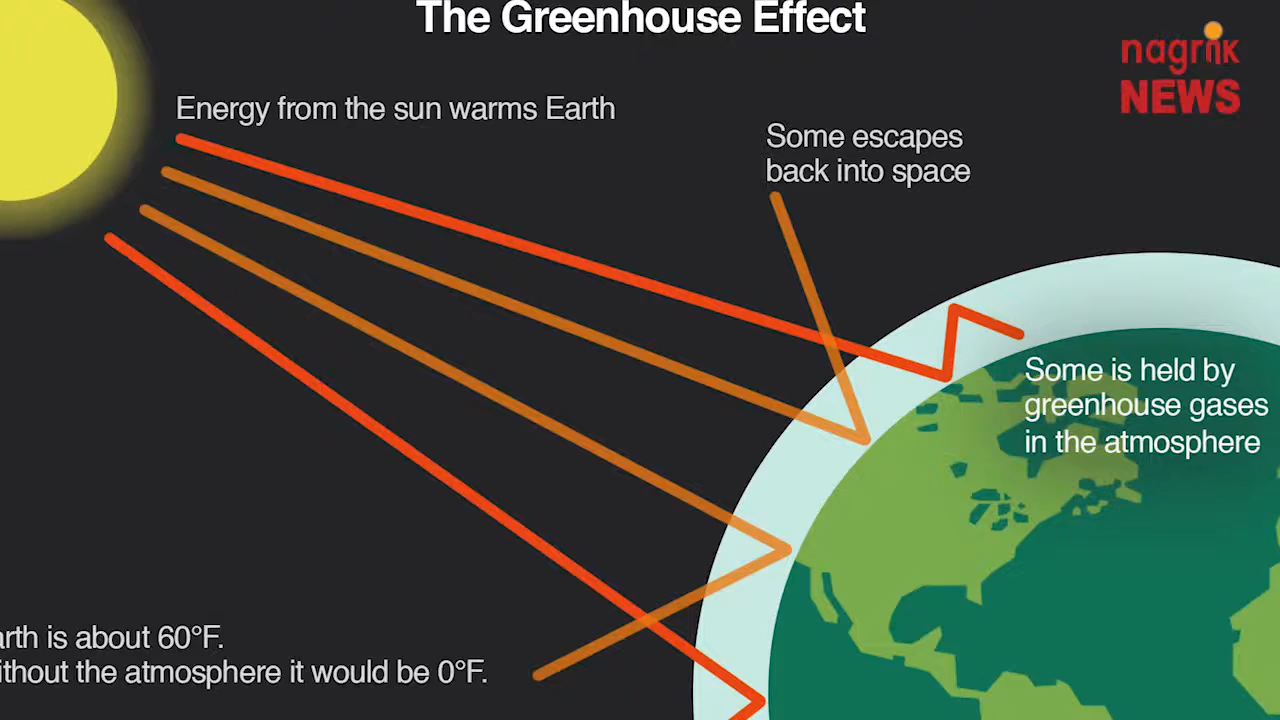 The Greenhouse Effect
nagrik
NEWS
Energy from the sun warms Earth
Some escapes
back into space
Some is held by
greenhouse gases
in the atmosphere
arth is about 60°F.
ithout the atmosphere it would be 0°F.